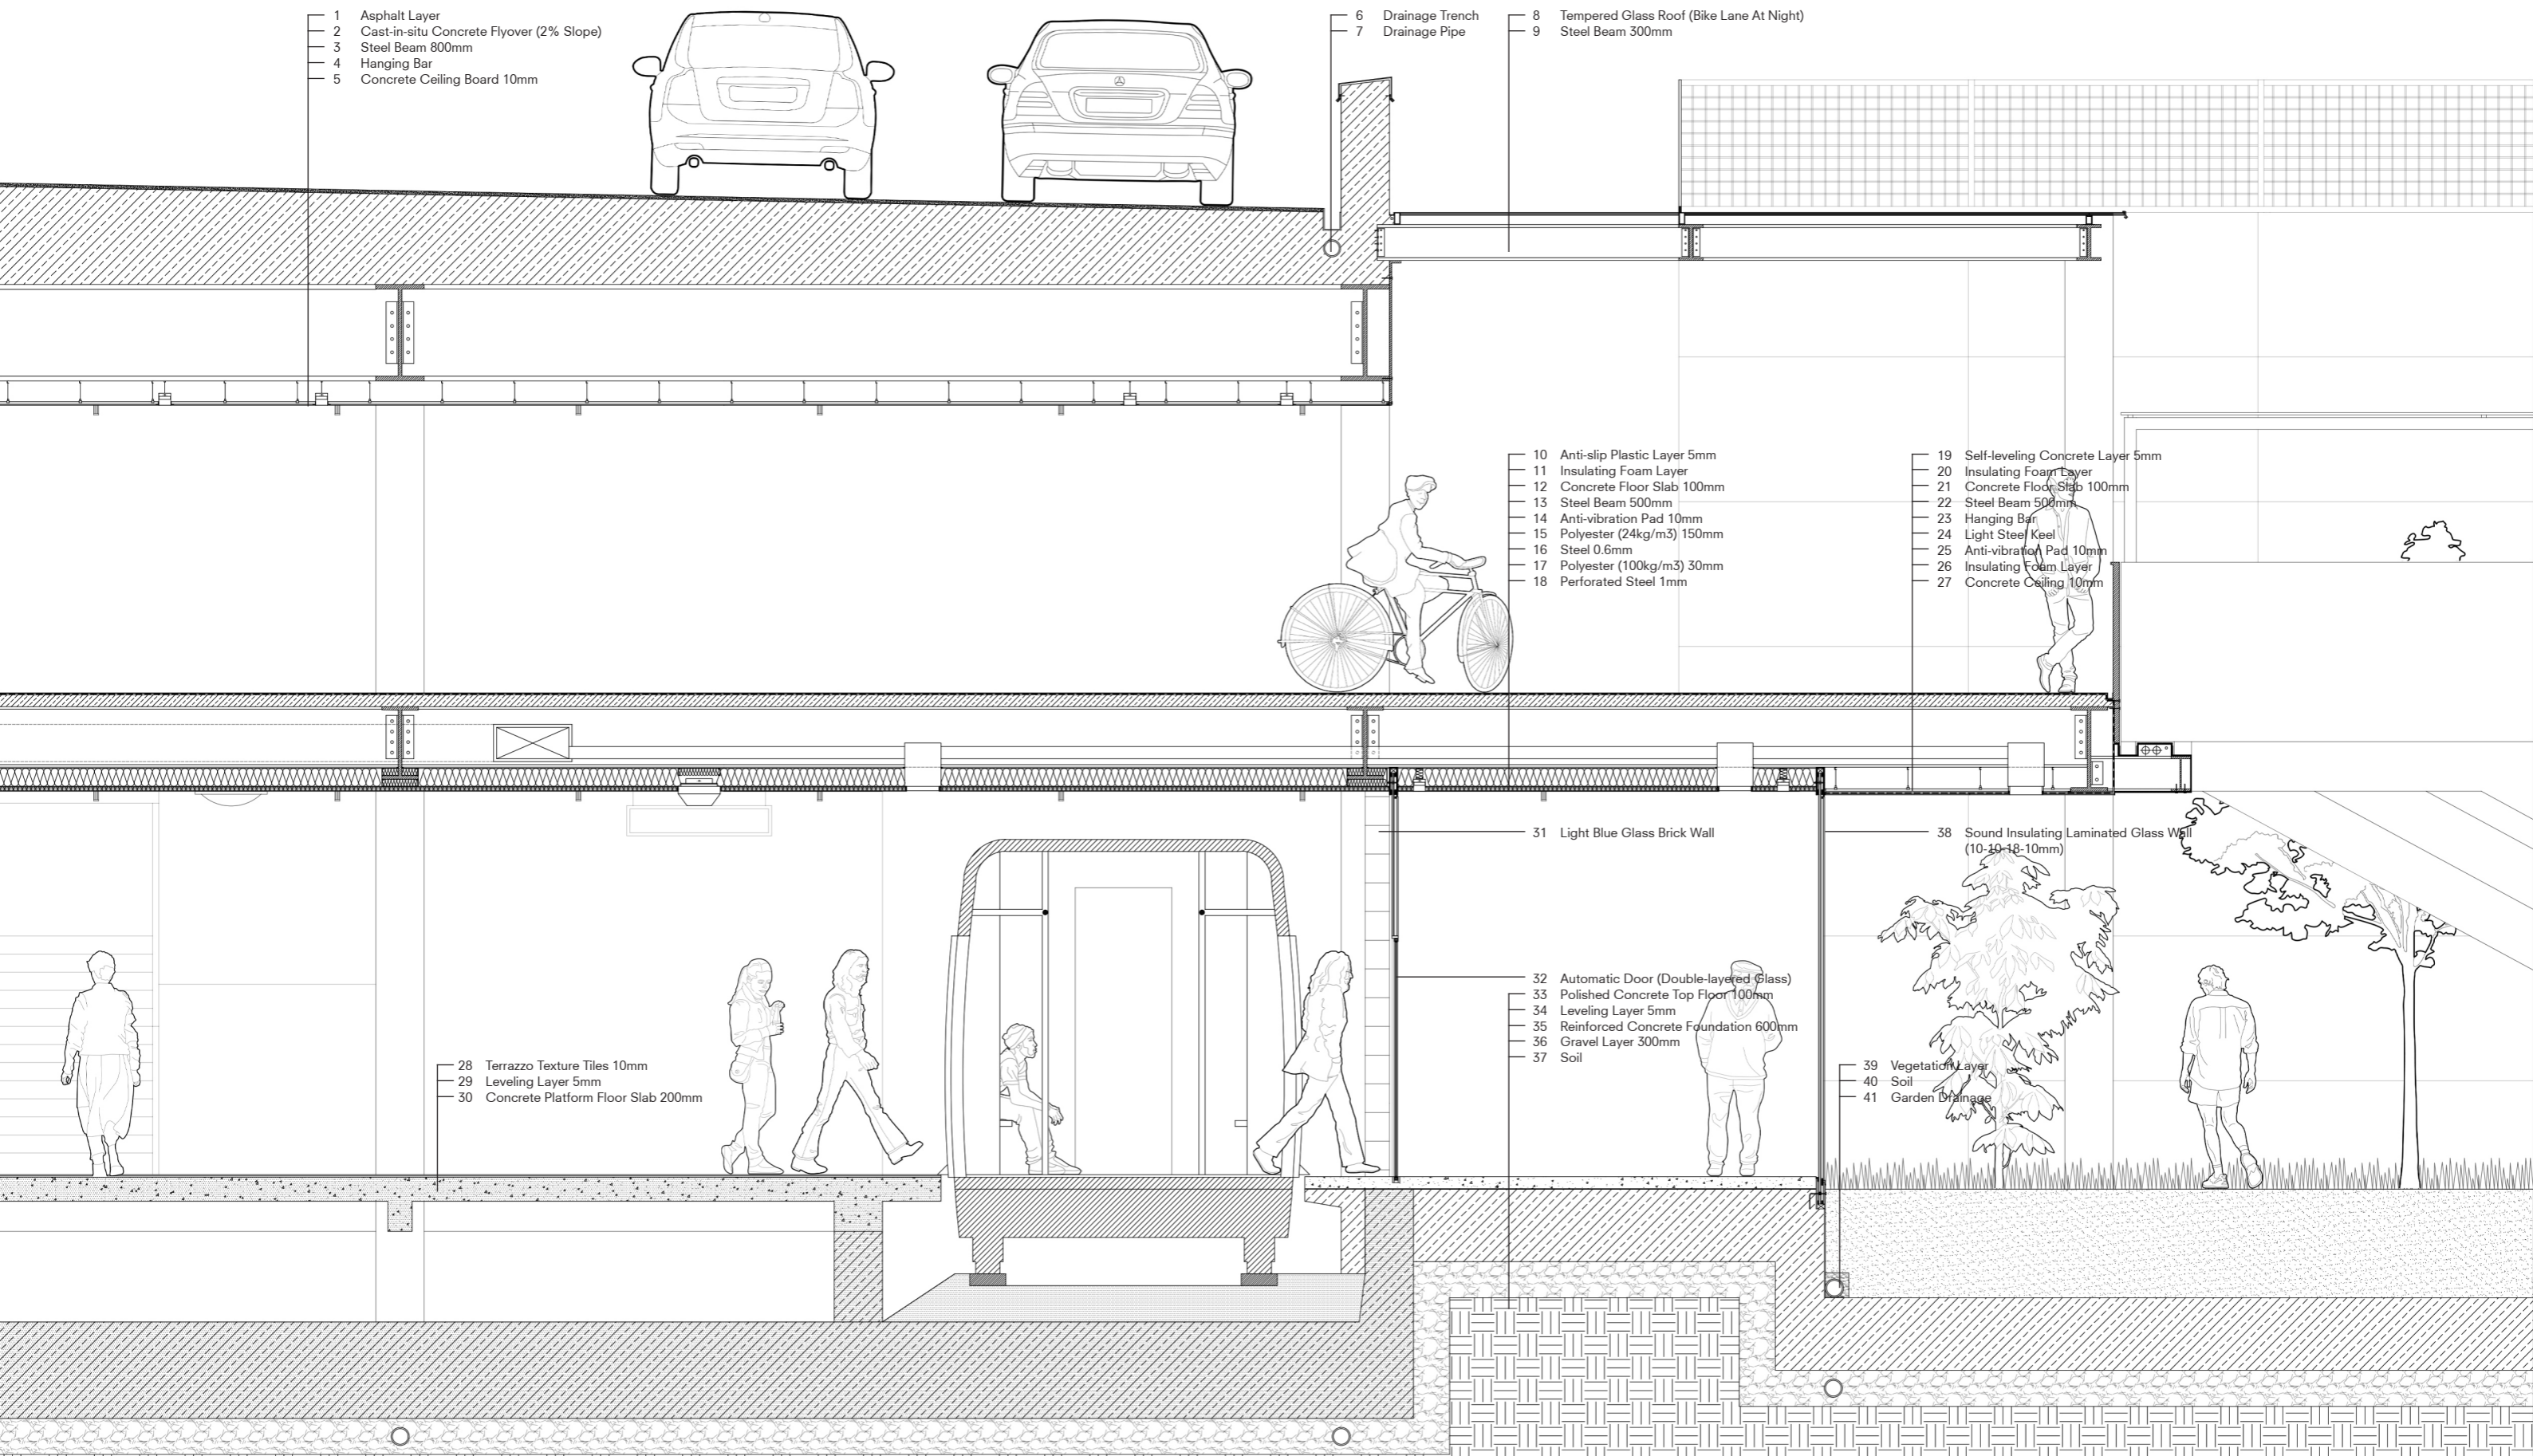 1 Asphalt Layer
2 Cast-in-situ Concrete Flyover (2% Slope)
3 Steel Beam 800mm
4 Hanging Bar
5 Concrete Ceiling Board 10mm
6 Drainage Trench
7 Drainage Pipe
8 Tempered Glass Roof (Bike Lane At Night)
9 Steel Beam 300mm
10 Anti-slip Plastic Layer 5mm
11 Insulating Foam Layer
12 Concrete Floor Slab 100mm
13 Steel Beam 500mm
14 Anti-vibration Pad 10mm
15 Polyester (24kg/m3) 150mm
16 Steel 0.6mm
17 Polyester (100kg/m3) 30mm
18 Perforated Steel 1mm
19 Self-leveling Concrete Layer 5mm
20 Insulating Foam Layer
21 Concrete Floor Slab 100mm
22 Steel Beam 500mm
23 Hanging Bar
24 Light Steel Keel
25 Anti-vibration Pad 10mm
26 Insulating Foam Layer
27 Concrete Ceiling 10mm
28 Terrazzo Texture Tiles 10mm
29 Leveling Layer 5mm
30 Concrete Platform Floor Slab 200mm
31 Light Blue Glass Brick Wall
32 Automatic Door (Double-layered Glass)
33 Polished Concrete Top Floor 100mm
34 Leveling Layer 5mm
35 Reinforced Concrete Foundation 600mm
36 Gravel Layer 300mm
37 Soil
38 Sound Insulating Laminated Glass Wall
(10-10-18-10mm)
39 Vegetation Layer
40 Soil
41 Garden Drainage